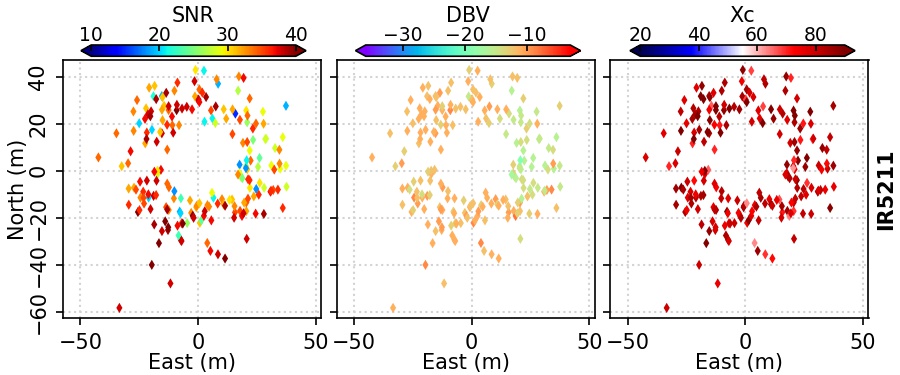 SNR DBV Xc
10 20 30 40 −30 −20 −10 20 40 60 80
40
20
0
−20
−40
−60
North (m)
−50 0 50 −50 0 50 −50 0 50
East (m) East (m) East (m)
IR5211